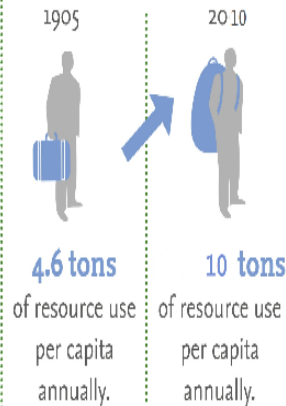 1905
4.6 tons
of resource use
per capita
annually.
2010
10 tons
of resource use
per capita
annually.